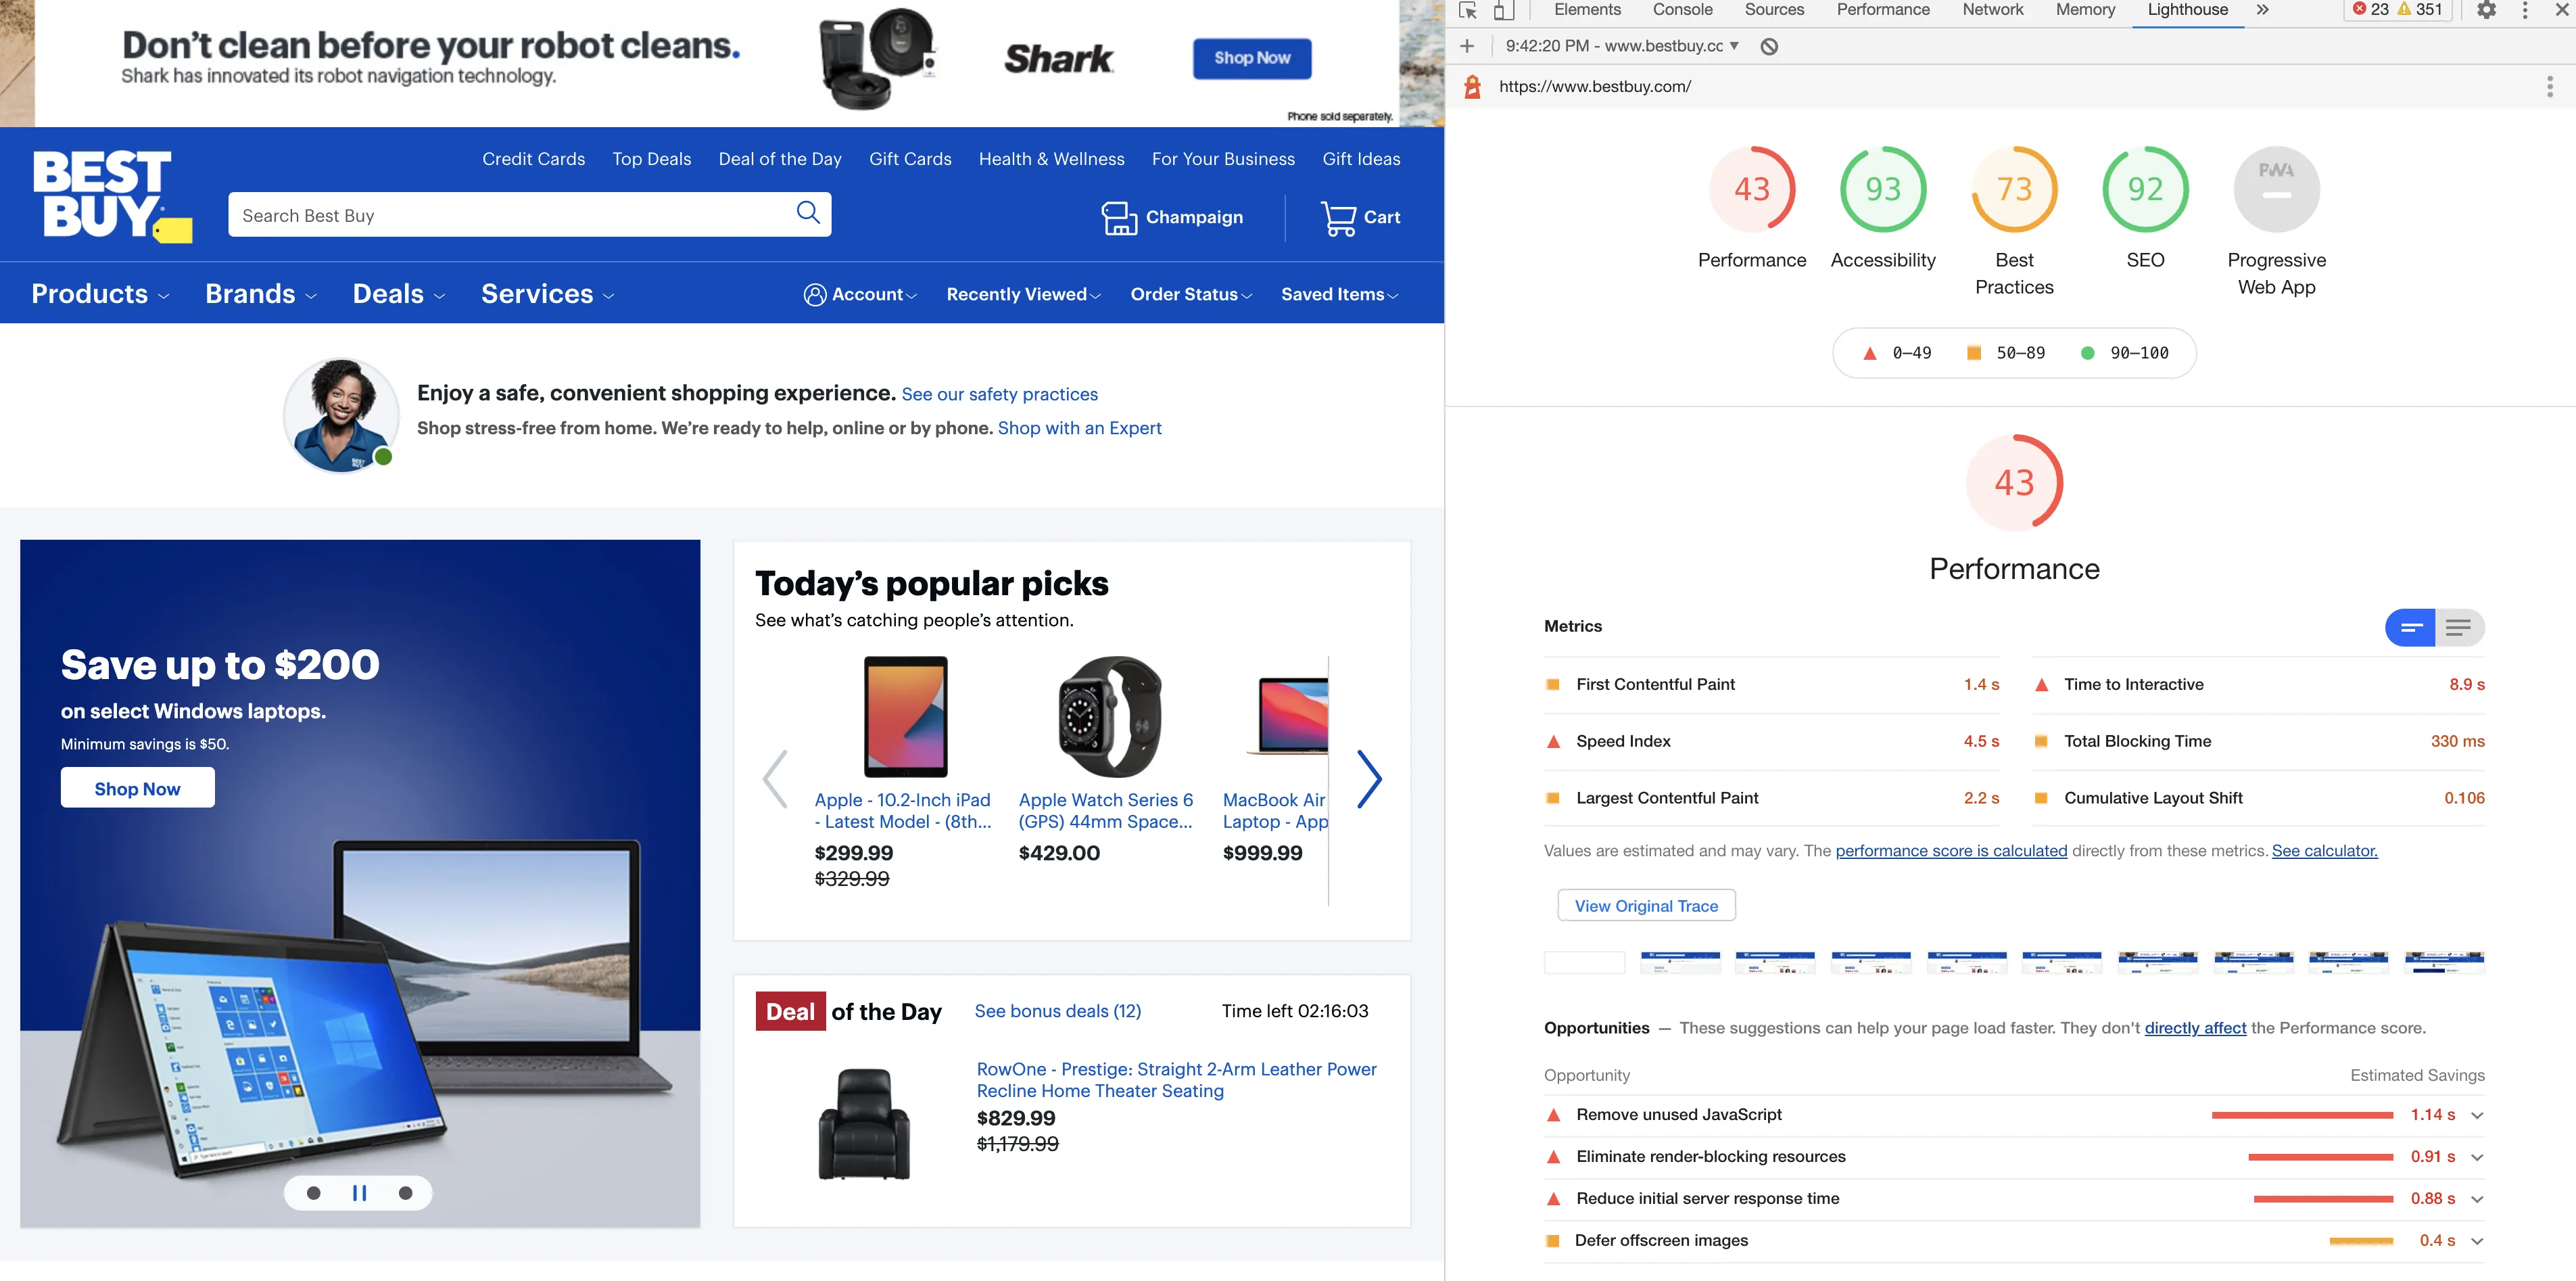 Don't clean before your robot cleans.
Shark has innovated its robot navigation technology.
Shark
Shop Now
Phone sold separately.
BEST
BUY
Credit Cards Top Deals Deal of the Day Gift Cards Health & Wellness For Your Business Gift Ideas
Search Best Buy
Champaign
Cart
Products Brands Deals Services
Account Recently Viewed Order Status Saved Items
Enjoy a safe, convenient shopping experience. See our safety practices
Shop stress-free from home. We're ready to help, online or by phone. Shop with an Expert
Save up to $200
on select Windows laptops.
Minimum savings is $50.
Shop Now
Today's popular picks
See what's catching people's attention.
Apple - 10.2-Inch iPad
- Latest Model - (8th...
$299.99
$329.99
Apple Watch Series 6
(GPS) 44mm Space...
$429.00
MacBook Air
Laptop - App
$999.99
Deal of the Day
See bonus deals (12)
Time left 02:16:03
RowOne - Prestige: Straight 2-Arm Leather Power
Recline Home Theater Seating
$829.99
$1,179.99
Elements Console Sources Performance Network Memory Lighthouse 23 351
9:42:20 PM - www.bestbuy.cc
https://www.bestbuy.com/
43
Performance
93
Accessibility
73
Best
Practices
92
SEO
PWA
Progressive
Web App
0–49 50–89 90–100
43
Performance
Metrics
First Contentful Paint 1.4 s
Time to Interactive 8.9 s
Speed Index 4.5 s
Total Blocking Time 330 ms
Largest Contentful Paint 2.2 s
Cumulative Layout Shift 0.106
Values are estimated and may vary. The performance score is calculated directly from these metrics. See calculator.
View Original Trace
Opportunities — These suggestions can help your page load faster. They don't directly affect the Performance score.
Opportunity Estimated Savings
Remove unused JavaScript 1.14 s
Eliminate render-blocking resources 0.91 s
Reduce initial server response time 0.88 s
Defer offscreen images 0.4 s